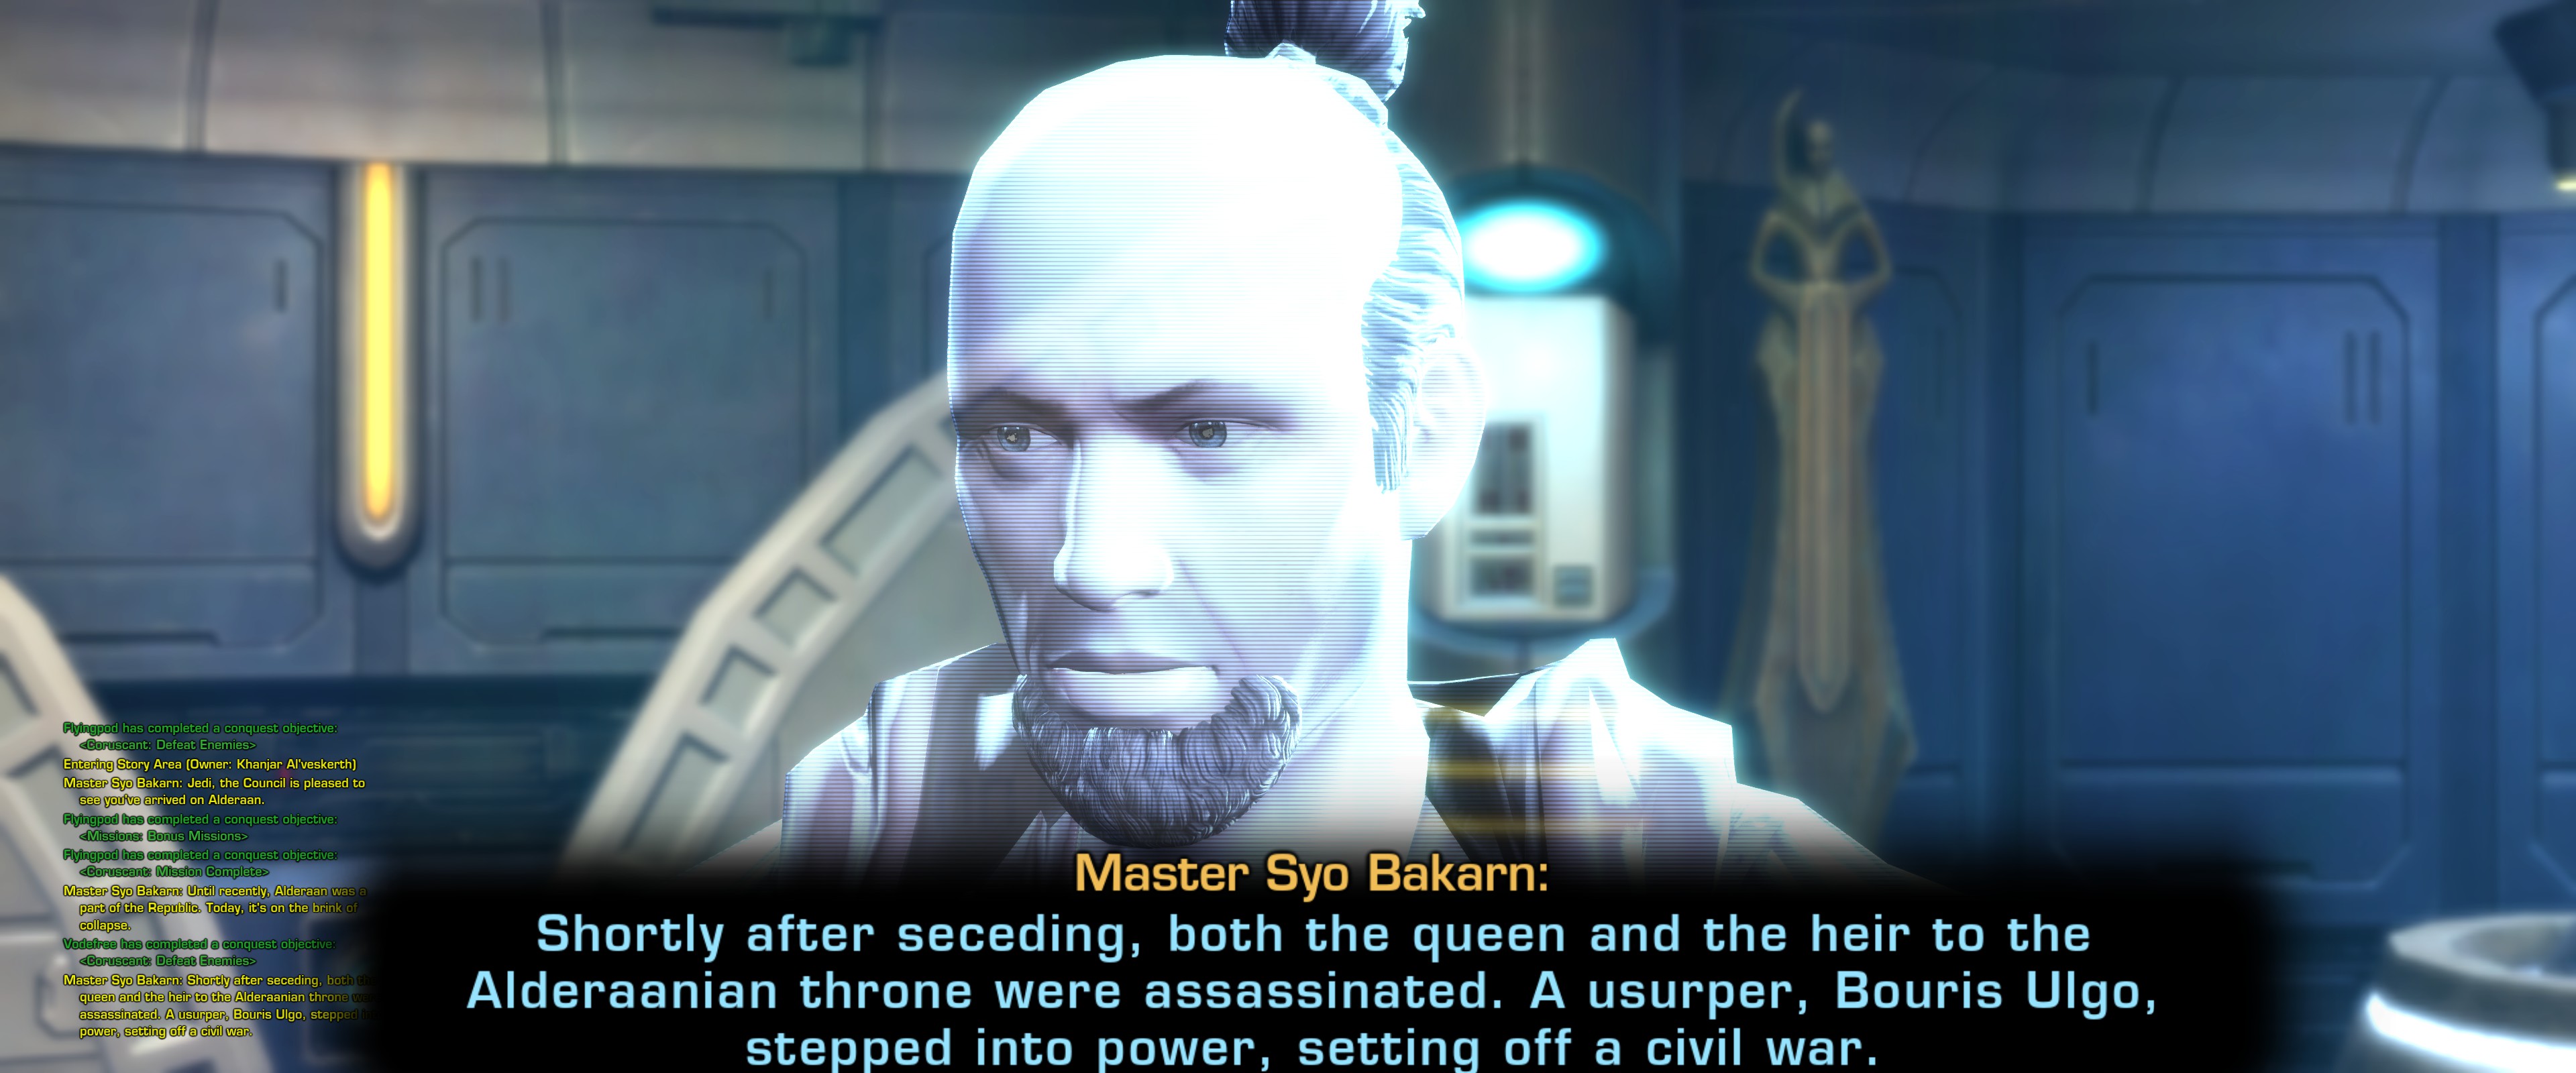 Flyingpod has completed a conquest objective:
<Coruscant: Defeat Enemies>
Entering Story Area (Owner: Khanjar Al'veskerth)
Master Syo Bakarn: Jedi, the Council is pleased to
see you've arrived on Alderaan.
Flyingpod has completed a conquest objective:
<Missions: Bonus Missions>
Flyingpod has completed a conquest objective:
<Coruscant: Mission Complete>
Master Syo Bakarn: Until recently, Alderaan was a
part of the Republic. Today, it's on the brink of
collapse.
Vodefree has completed a conquest objective:
<Coruscant: Defeat Enemies>
Master Syo Bakarn: Shortly after seceding, both the
queen and the heir to the Alderaanian throne
assassinated. A usurper, Bouris Ulgo, stepped
power, setting off a civil war.
Master Syo Bakarn:
Shortly after seceding, both the queen and the heir to the
Alderaanian throne were assassinated. A usurper, Bouris Ulgo,
stepped into power, setting off a civil war.